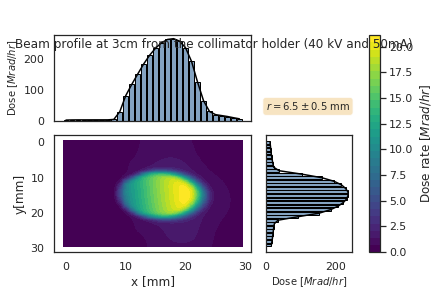 Beam profile at 3cm from the collimator holder (40 kV and 50mA)
Dose [Mrad/hr]
200
100
0
r = 6.5 ± 0.5 mm
20.0
17.5
15.0
12.5
10.0
7.5
5.0
2.5
0.0
Dose rate [Mrad/hr]
y[mm]
0
10
20
30
0 10 20 30
x [mm]
0 200
Dose [Mrad/hr]